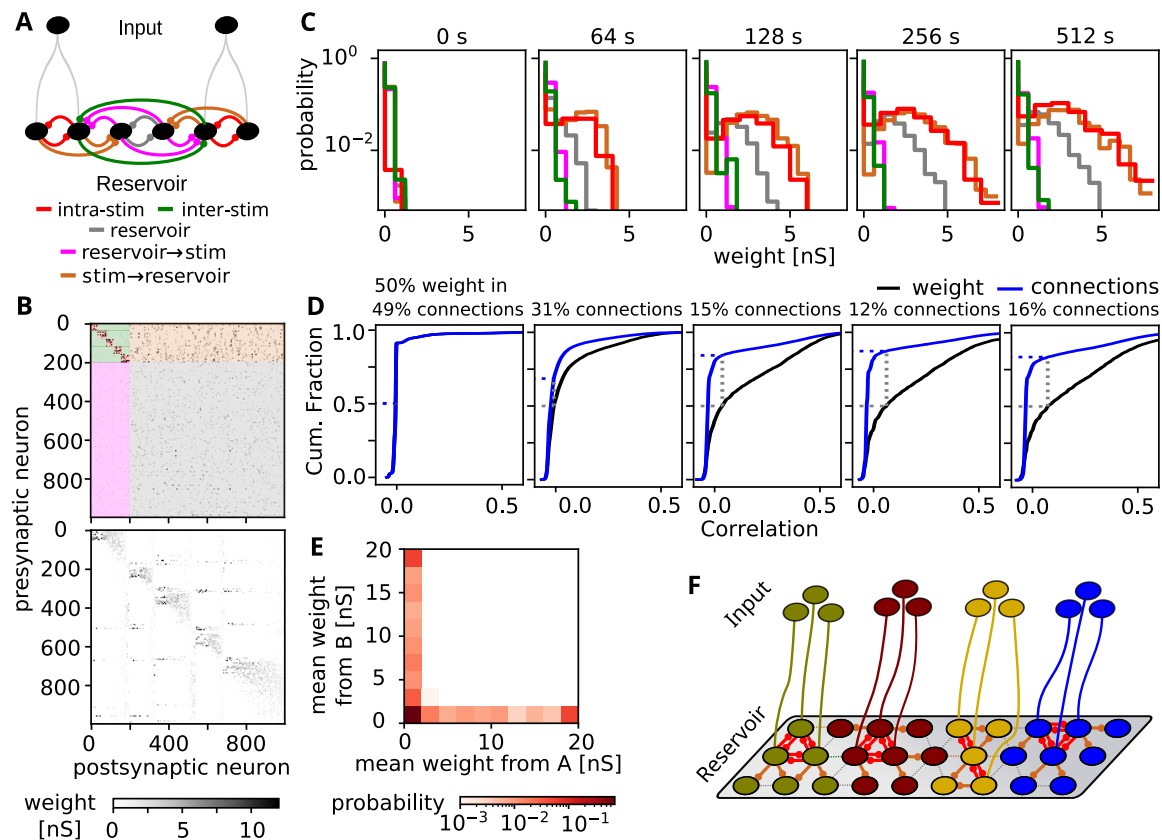 A
Input
Reservoir
intra-stim inter-stim
reservoir
reservoir→stim
stim→reservoir
B
0
200
400
600
800
0
200
400
600
800
presynaptic neuron
0 400 800
postsynaptic neuron
weight
[nS]
0 5 10
C
0 s 64 s 128 s 256 s 512 s
10⁰
10⁻²
probability
0 5 0 5 0 5 0 5 0 5
weight [nS]
weight connections
D
50% weight in
49% connections 31% connections 15% connections 12% connections 16% connections
1.0
0.5
0.0
Cum. Fraction
0.0 0.5 0.0 0.5 0.0 0.5 0.0 0.5 0.0 0.5
Correlation
E
20
15
10
5
0
mean weight
from B [nS]
0 10 20
mean weight from A [nS]
probability
10⁻³ 10⁻² 10⁻¹
F
Input
Reservoir